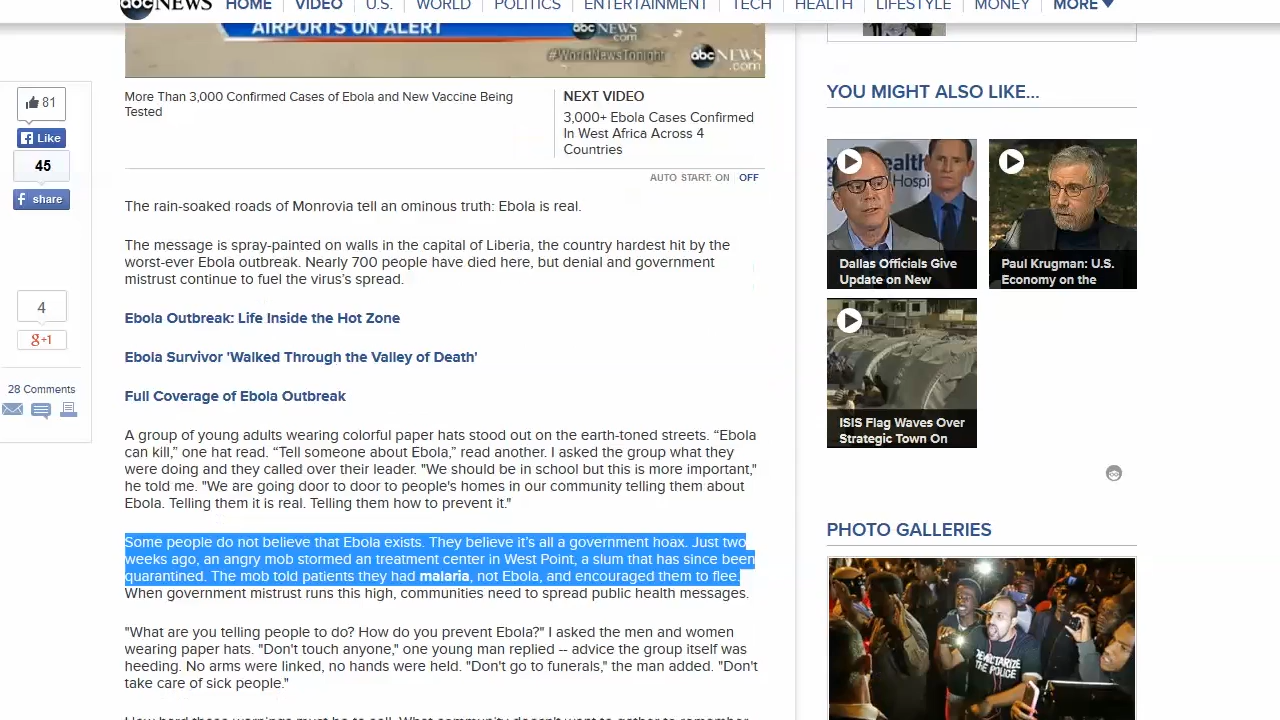 abc NEWS HOME VIDEO U.S. WORLD POLITICS ENTERTAINMENT TECH HEALTH LIFESTYLE MONEY MORE
AIRPORTS ON ALERT
abc NEWS.com
#WorldNewsTonight
abc NEWS.com
More Than 3,000 Confirmed Cases of Ebola and New Vaccine Being
Tested
NEXT VIDEO
3,000+ Ebola Cases Confirmed
In West Africa Across 4
Countries
AUTO START: ON OFF
81
Like
45
share
4
g+1
28 Comments
The rain-soaked roads of Monrovia tell an ominous truth: Ebola is real.
The message is spray-painted on walls in the capital of Liberia, the country hardest hit by the
worst-ever Ebola outbreak. Nearly 700 people have died here, but denial and government
mistrust continue to fuel the virus's spread.
Ebola Outbreak: Life Inside the Hot Zone
Ebola Survivor 'Walked Through the Valley of Death'
Full Coverage of Ebola Outbreak
A group of young adults wearing colorful paper hats stood out on the earth-toned streets. “Ebola
can kill,” one hat read. “Tell someone about Ebola,” read another. I asked the group what they
were doing and they called over their leader. "We should be in school but this is more important,"
he told me. "We are going door to door to people's homes in our community telling them about
Ebola. Telling them it is real. Telling them how to prevent it."
Some people do not believe that Ebola exists. They believe it’s all a government hoax. Just two
weeks ago, an angry mob stormed an treatment center in West Point, a slum that has since been
quarantined. The mob told patients they had malaria, not Ebola, and encouraged them to flee.
When government mistrust runs this high, communities need to spread public health messages.
"What are you telling people to do? How do you prevent Ebola?" I asked the men and women
wearing paper hats. "Don't touch anyone," one young man replied -- advice the group itself was
heeding. No arms were linked, no hands were held. "Don't go to funerals," the man added. "Don't
take care of sick people."
YOU MIGHT ALSO LIKE...
Dallas Officials Give
Update on New
Paul Krugman: U.S.
Economy on the
ISIS Flag Waves Over
Strategic Town On
PHOTO GALLERIES
DEMILITARIZE
THE POLICE